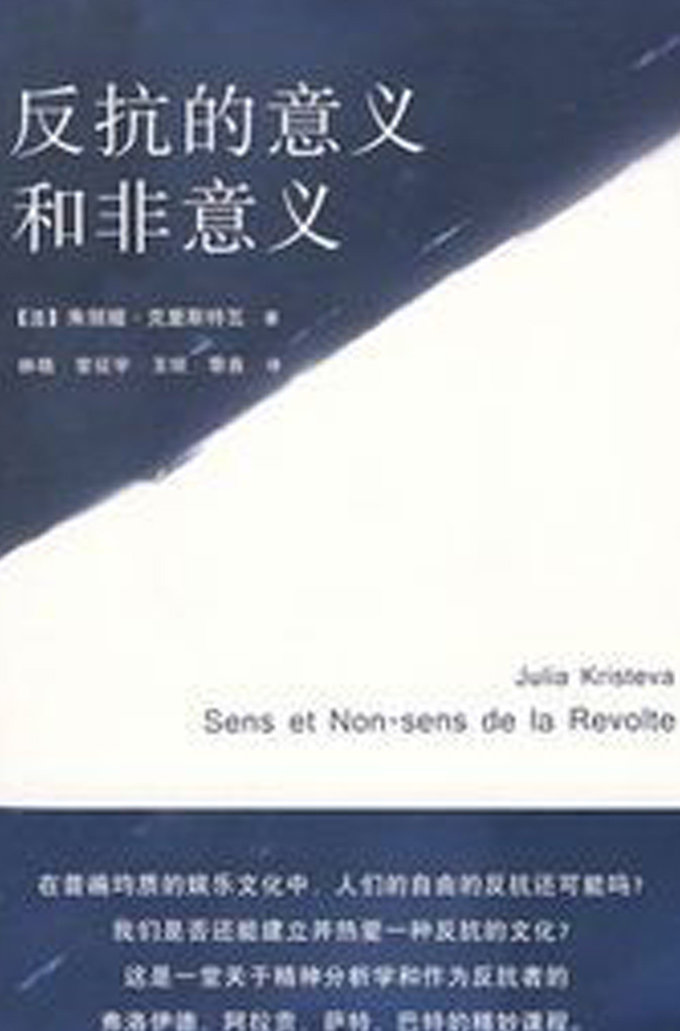 反抗的意义
和非意义
【法】朱丽娅·克里斯特瓦 著
林晓 王琨 黎鑫 译
Julia Kristeva
Sens et Non-sens de la Revolte
在普遍均质的娱乐文化中,人们的自由的反抗还可能吗?
我们是否还能建立并热爱一种反抗的文化?
这是一堂关于精神分析学和作为反抗者的
弗洛伊德、阿拉贡、萨特、巴特的精妙课程。